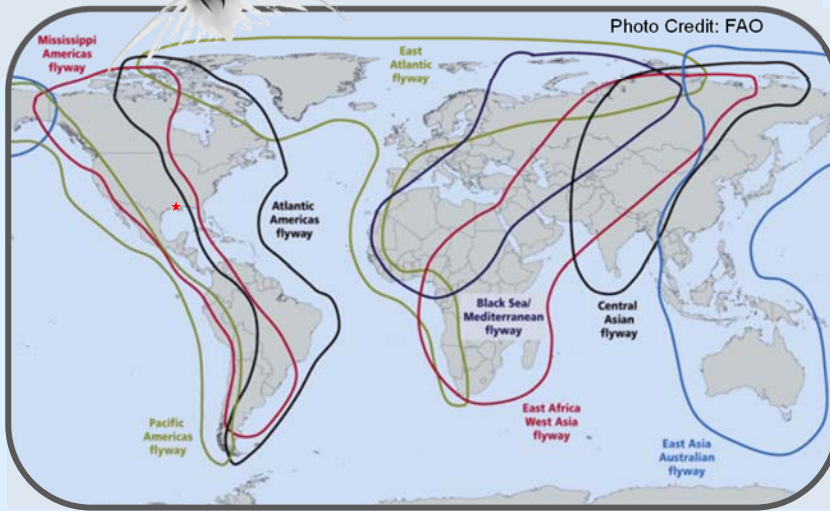 Photo Credit: FAO
Mississippi
Americas
flyway
East
Atlantic
flyway
Atlantic
Americas
flyway
Black Sea/
Mediterranean
flyway
Central
Asian
flyway
Pacific
Americas
flyway
East Africa
West Asia
flyway
East Asia
Australian
flyway